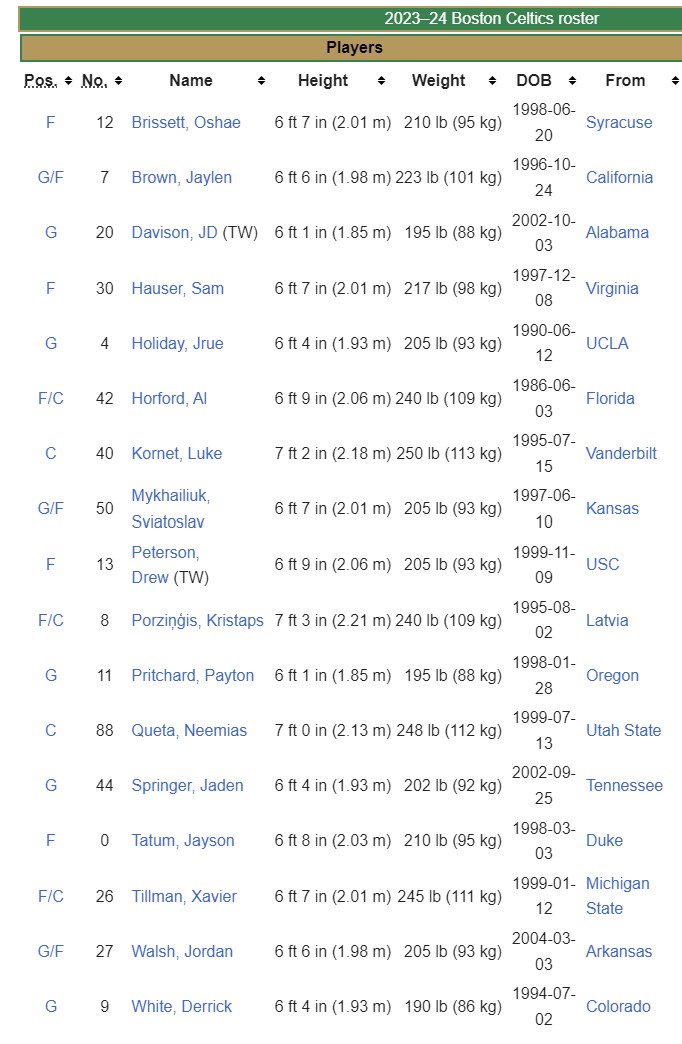 2023–24 Boston Celtics roster
Players
Pos. No. Name Height Weight DOB From
F 12 Brissett, Oshae 6 ft 7 in (2.01 m) 210 lb (95 kg) 1998-06-20 Syracuse
G/F 7 Brown, Jaylen 6 ft 6 in (1.98 m) 223 lb (101 kg) 1996-10-24 California
G 20 Davison, JD (TW) 6 ft 1 in (1.85 m) 195 lb (88 kg) 2002-10-03 Alabama
F 30 Hauser, Sam 6 ft 7 in (2.01 m) 217 lb (98 kg) 1997-12-08 Virginia
G 4 Holiday, Jrue 6 ft 4 in (1.93 m) 205 lb (93 kg) 1990-06-12 UCLA
F/C 42 Horford, Al 6 ft 9 in (2.06 m) 240 lb (109 kg) 1986-06-03 Florida
C 40 Kornet, Luke 7 ft 2 in (2.18 m) 250 lb (113 kg) 1995-07-15 Vanderbilt
G/F 50 Mykhailiuk, Sviatoslav 6 ft 7 in (2.01 m) 205 lb (93 kg) 1997-06-10 Kansas
F 13 Peterson, Drew (TW) 6 ft 9 in (2.06 m) 205 lb (93 kg) 1999-11-09 USC
F/C 8 Porziņģis, Kristaps 7 ft 3 in (2.21 m) 240 lb (109 kg) 1995-08-02 Latvia
G 11 Pritchard, Payton 6 ft 1 in (1.85 m) 195 lb (88 kg) 1998-01-28 Oregon
C 88 Queta, Neemias 7 ft 0 in (2.13 m) 248 lb (112 kg) 1999-07-13 Utah State
G 44 Springer, Jaden 6 ft 4 in (1.93 m) 202 lb (92 kg) 2002-09-25 Tennessee
F 0 Tatum, Jayson 6 ft 8 in (2.03 m) 210 lb (95 kg) 1998-03-03 Duke
F/C 26 Tillman, Xavier 6 ft 7 in (2.01 m) 245 lb (111 kg) 1999-01-12 Michigan State
G/F 27 Walsh, Jordan 6 ft 6 in (1.98 m) 205 lb (93 kg) 2004-03-03 Arkansas
G 9 White, Derrick 6 ft 4 in (1.93 m) 190 lb (86 kg) 1994-07-02 Colorado